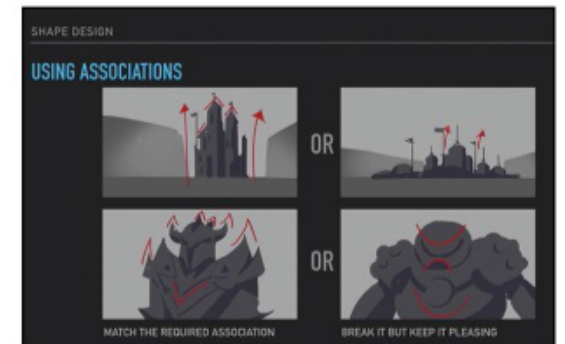 SHAPE DESIGN
USING ASSOCIATIONS
OR
OR
MATCH THE REQUIRED ASSOCIATION
BREAK IT BUT KEEP IT PLEASING